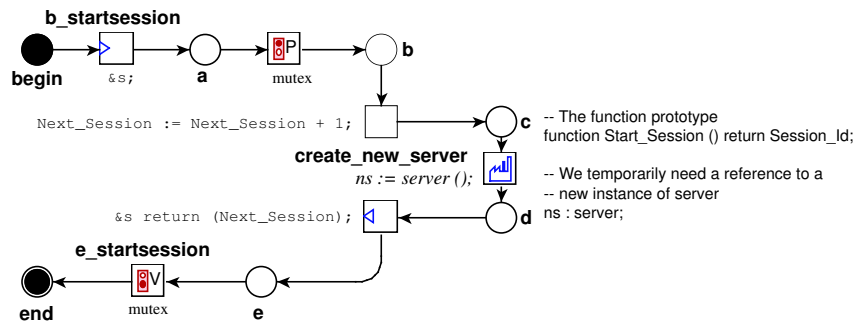 b_startsession
P
b
begin
&s;
a
mutex
Next_Session := Next_Session + 1;
c
-- The function prototype
function Start_Session () return Session_Id;
create_new_server
ns := server ();
-- We temporarily need a reference to a
-- new instance of server
ns : server;
&s return (Next_Session);
d
e_startsession
V
end
mutex
e